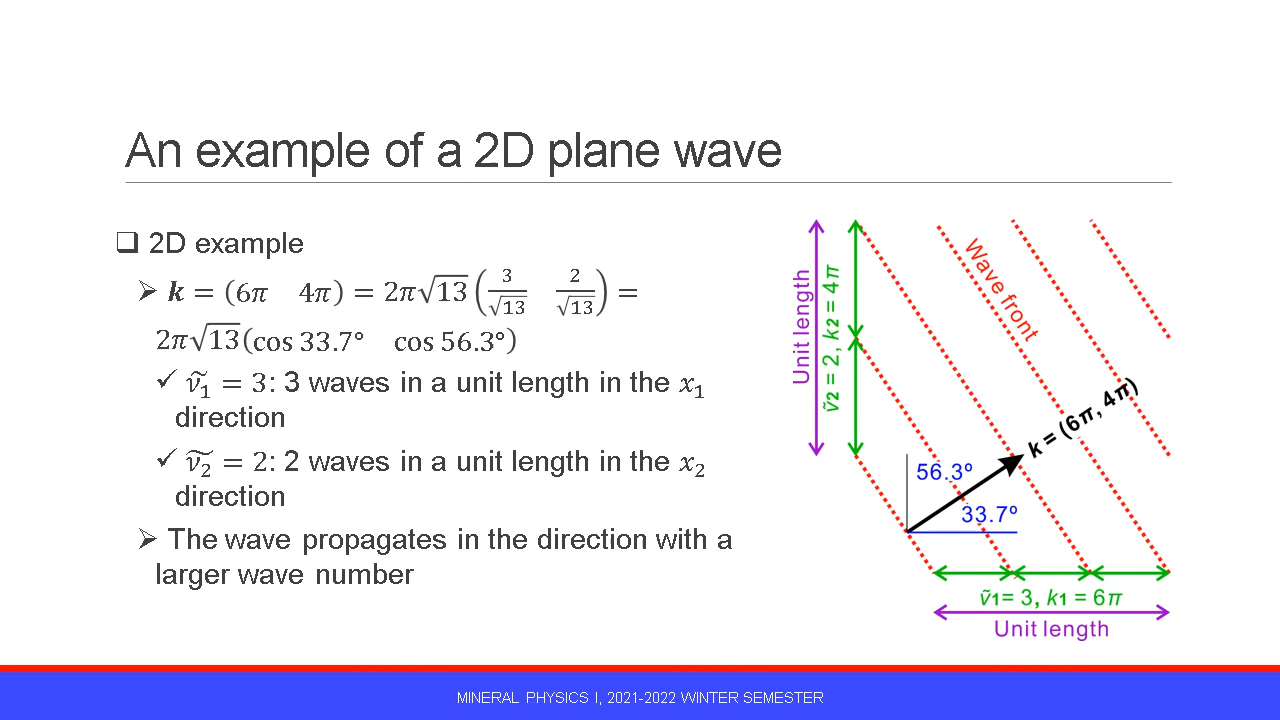 An example of a 2D plane wave
❑ 2D example
➢ 𝒌 = (6𝜋 4𝜋) = 2𝜋√13 (3/√13 2/√13) =
2𝜋√13(cos 33.7° cos 56.3°)
✓ ν̃₁ = 3: 3 waves in a unit length in the 𝑥₁
direction
✓ ν̃₂ = 2: 2 waves in a unit length in the 𝑥₂
direction
➢ The wave propagates in the direction with a
larger wave number
Unit length
ṽ2 = 2, k2 = 4π
Wave front
k = (6π, 4π)
56.3º
33.7º
ṽ1= 3, k1 = 6π
Unit length
MINERAL PHYSICS I, 2021-2022 WINTER SEMESTER